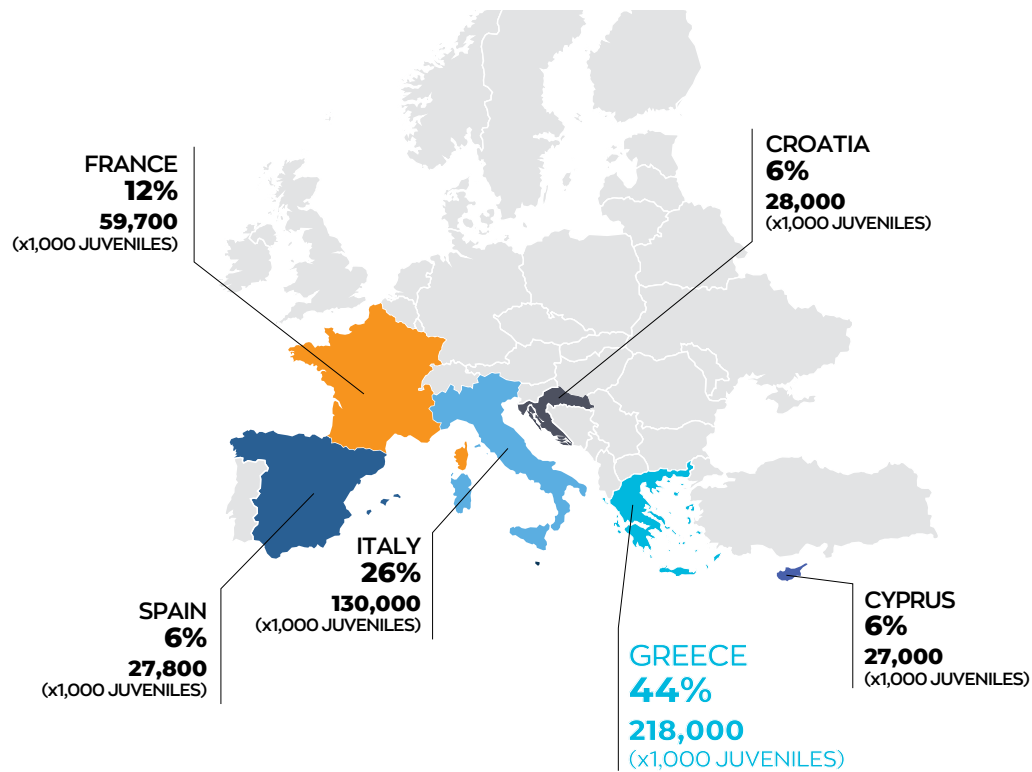 FRANCE
12%
59,700
(x1,000 JUVENILES)
CROATIA
6%
28,000
(x1,000 JUVENILES)
ITALY
26%
130,000
(x1,000 JUVENILES)
SPAIN
6%
27,800
(x1,000 JUVENILES)
GREECE
44%
218,000
(x1,000 JUVENILES)
CYPRUS
6%
27,000
(x1,000 JUVENILES)